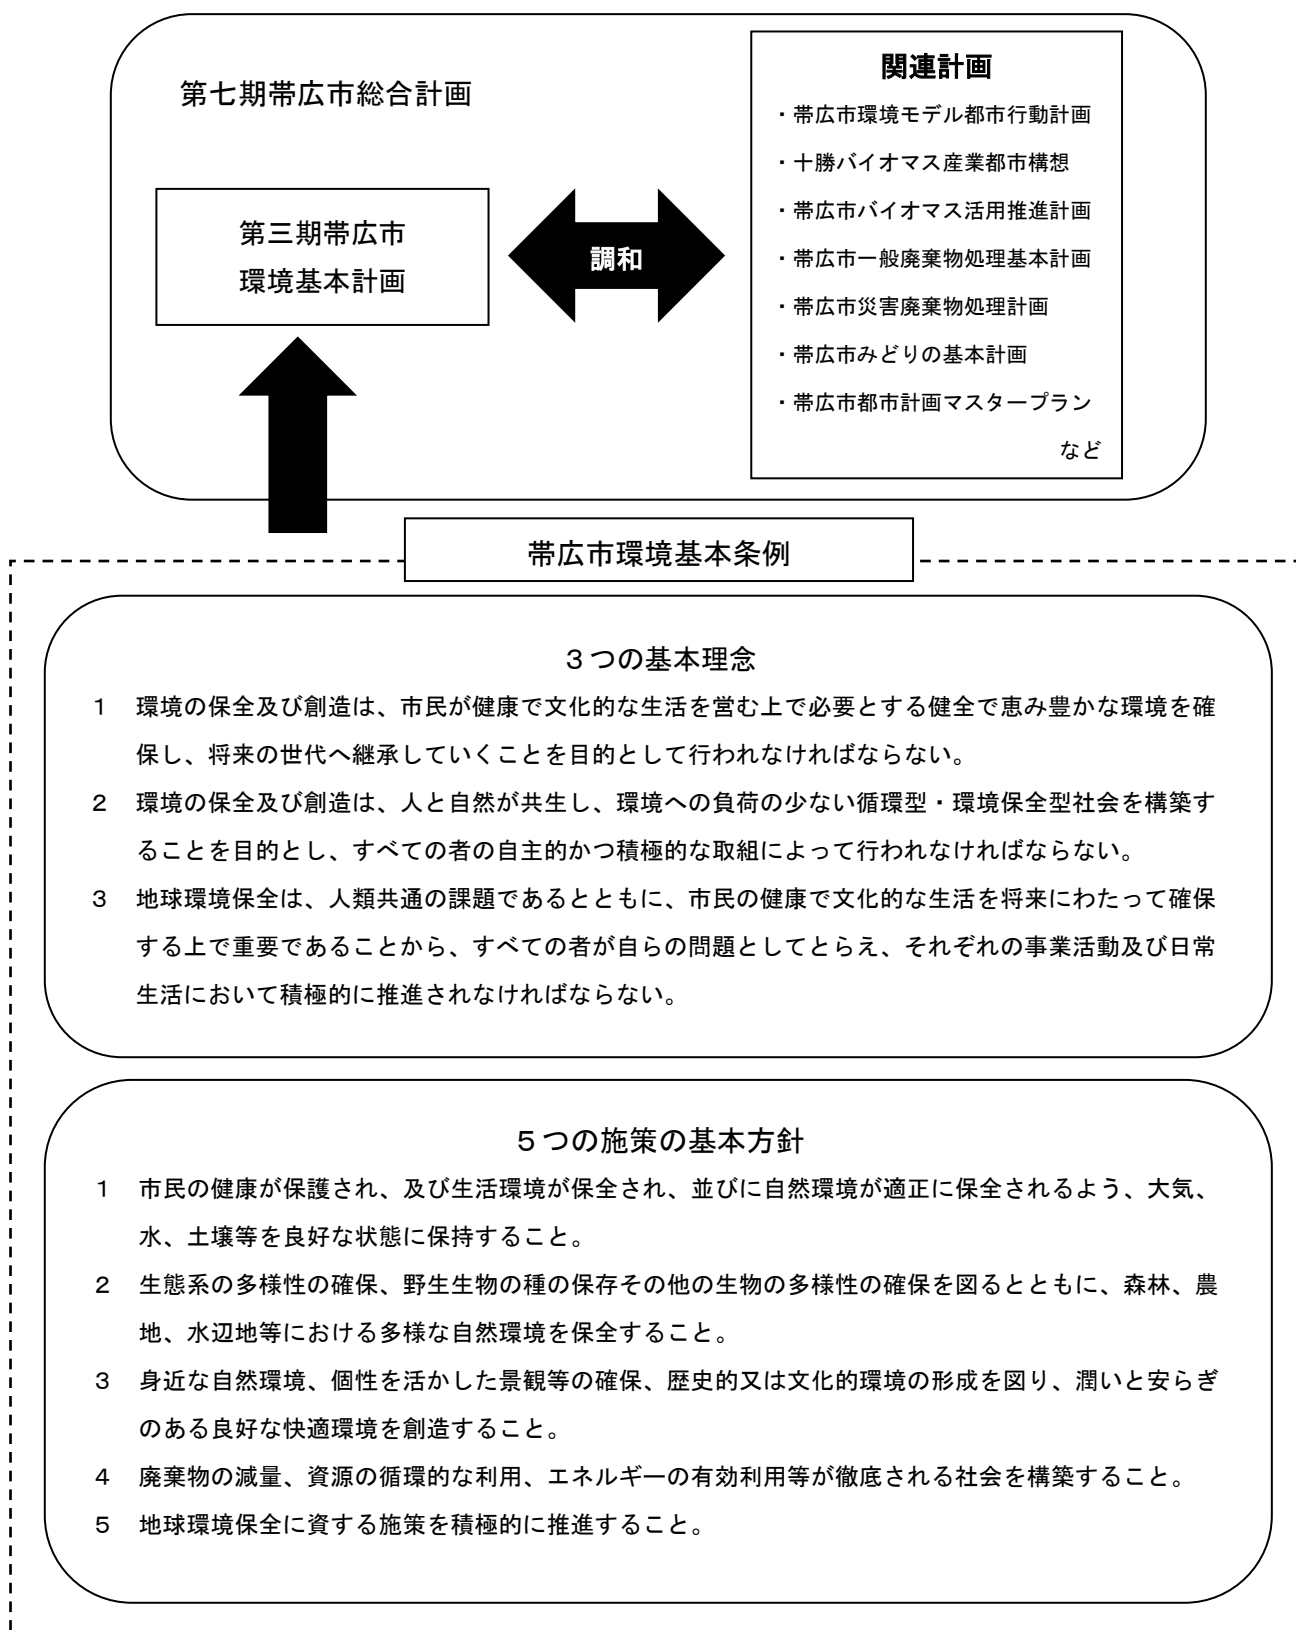 第七期帯広市総合計画
第三期帯広市
環境基本計画
調和
関連計画
・帯広市環境モデル都市行動計画
・十勝バイオマス産業都市構想
・帯広市バイオマス活用推進計画
・帯広市一般廃棄物処理基本計画
・帯広市災害廃棄物処理計画
・帯広市みどりの基本計画
・帯広市都市計画マスタープラン
など
帯広市環境基本条例
３つの基本理念
１　環境の保全及び創造は、市民が健康で文化的な生活を営む上で必要とする健全で恵み豊かな環境を確
保し、将来の世代へ継承していくことを目的として行われなければならない。
２　環境の保全及び創造は、人と自然が共生し、環境への負荷の少ない循環型・環境保全型社会を構築す
ることを目的とし、すべての者の自主的かつ積極的な取組によって行われなければならない。
３　地球環境保全は、人類共通の課題であるとともに、市民の健康で文化的な生活を将来にわたって確保
する上で重要であることから、すべての者が自らの問題としてとらえ、それぞれの事業活動及び日常
生活において積極的に推進されなければならない。
５つの施策の基本方針
１　市民の健康が保護され、及び生活環境が保全され、並びに自然環境が適正に保全されるよう、大気、
水、土壌等を良好な状態に保持すること。
２　生態系の多様性の確保、野生生物の種の保存その他の生物の多様性の確保を図るとともに、森林、農
地、水辺地等における多様な自然環境を保全すること。
３　身近な自然環境、個性を活かした景観等の確保、歴史的又は文化的環境の形成を図り、潤いと安らぎ
のある良好な快適環境を創造すること。
４　廃棄物の減量、資源の循環的な利用、エネルギーの有効利用等が徹底される社会を構築すること。
５　地球環境保全に資する施策を積極的に推進すること。